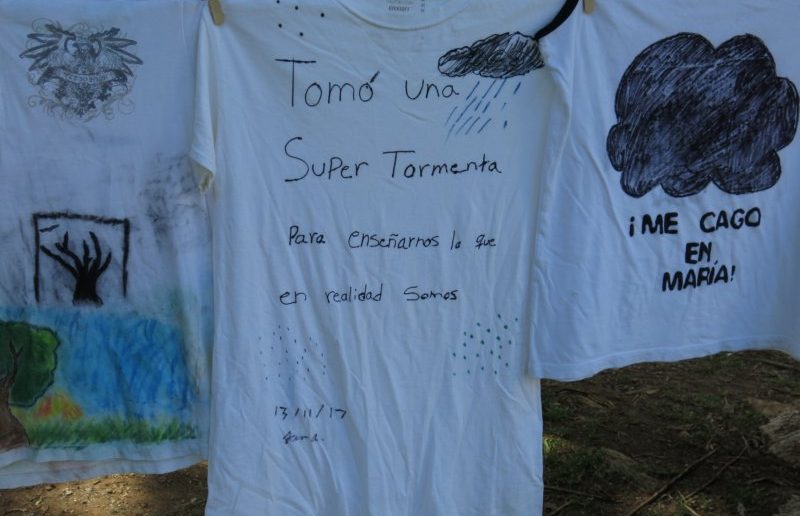 Tomó una
Super Tormenta
Para enseñarnos lo que
en realidad somos
13/11/17
¡ME CAGO
EN
MARÍA!